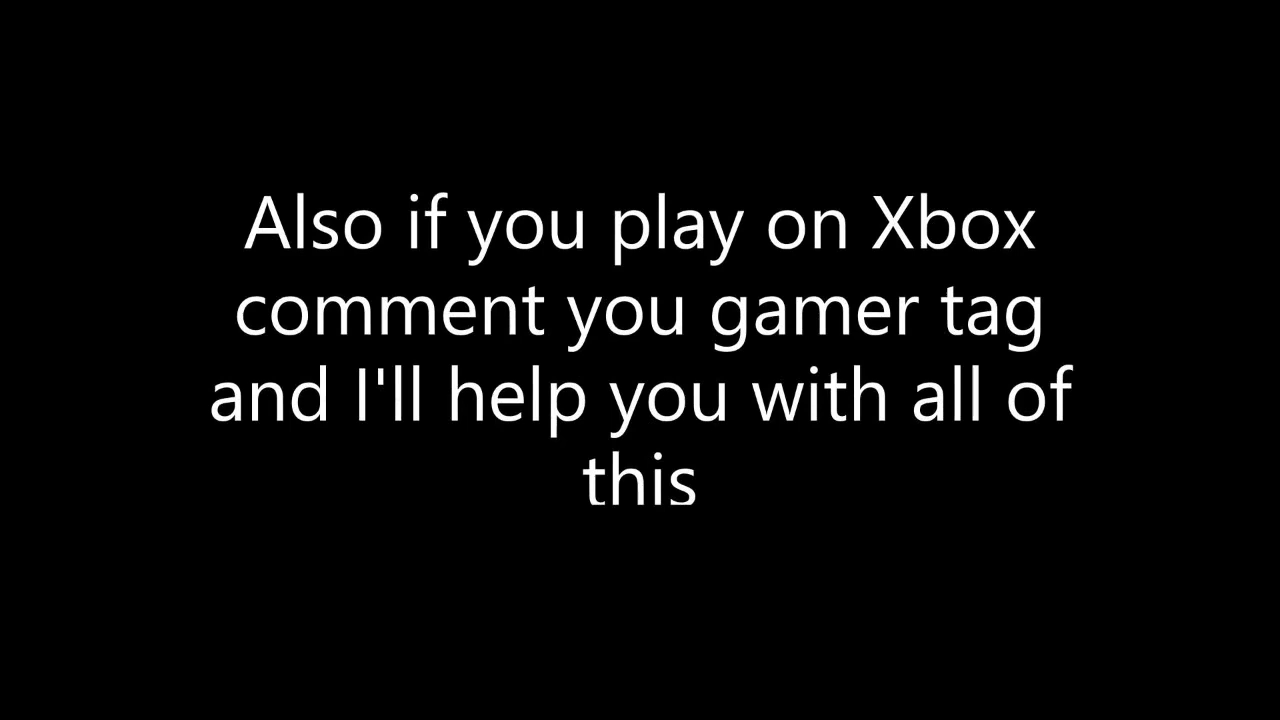 Also if you play on Xbox
comment you gamer tag
and I'll help you with all of
this